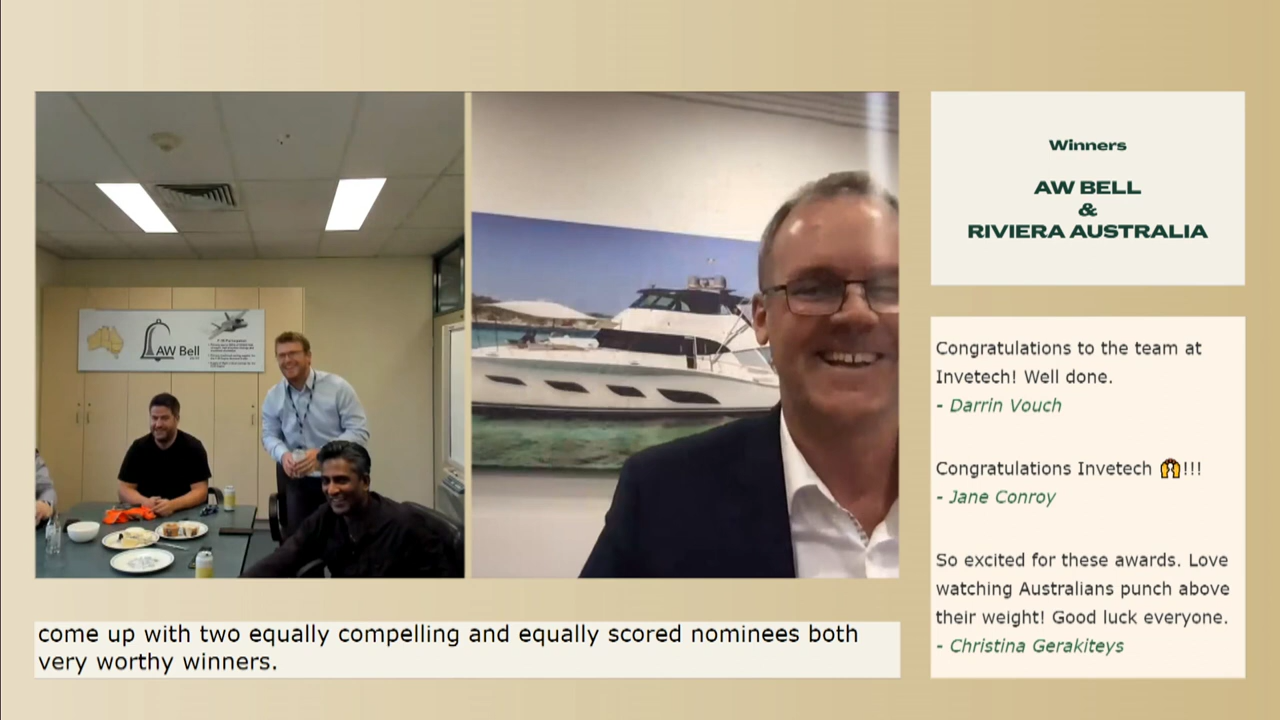 AW Bell
come up with two equally compelling and equally scored nominees both
very worthy winners.
Winners
AW BELL
&
RIVIERA AUSTRALIA
Congratulations to the team at
Invetech! Well done.
- Darrin Vouch
Congratulations Invetech 🙌!!!
- Jane Conroy
So excited for these awards. Love
watching Australians punch above
their weight! Good luck everyone.
- Christina Gerakiteys